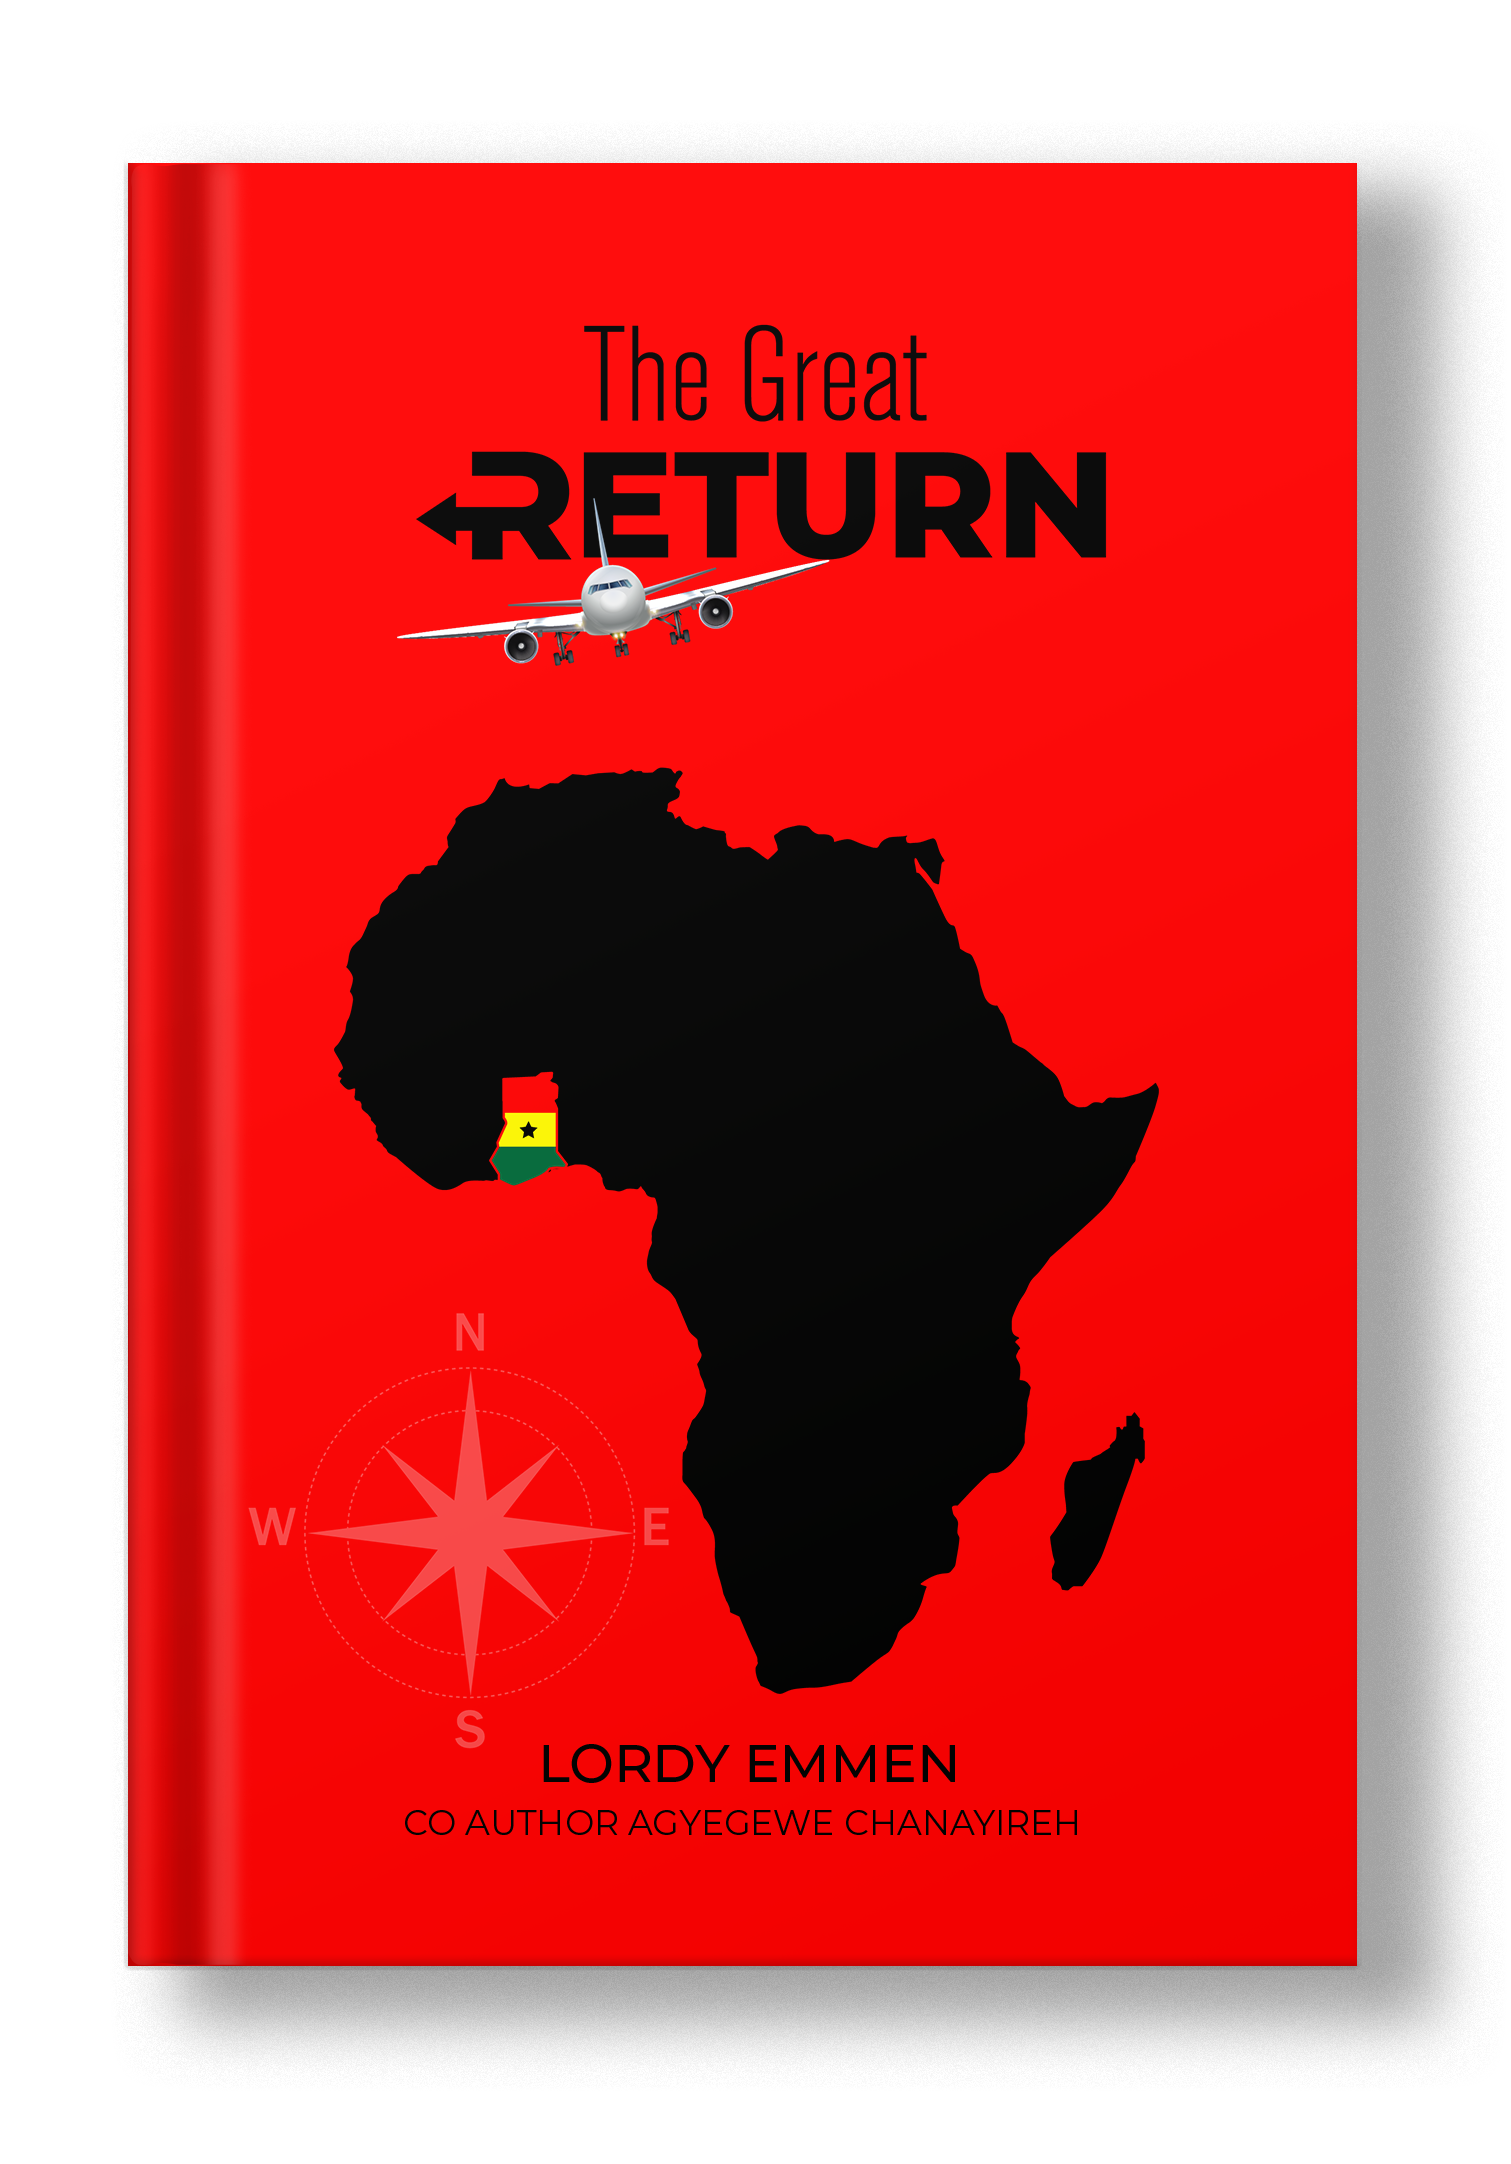 The Great
RETURN
N
W E
S
LORDY EMMEN
CO AUTHOR AGYEGEWE CHANAYIREH